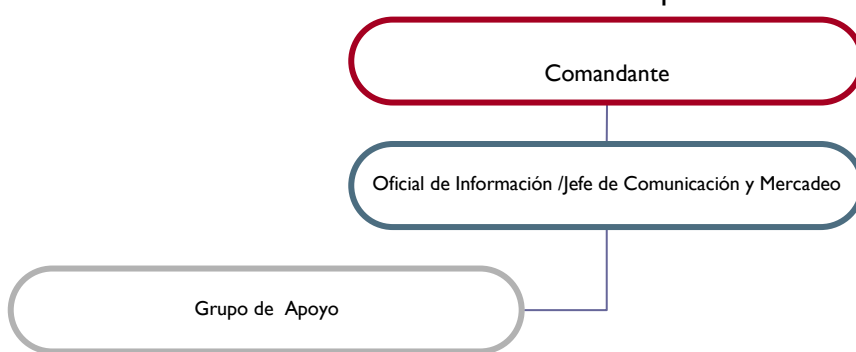 Comandante
Oficial de Información /Jefe de Comunicación y Mercadeo
Grupo de Apoyo